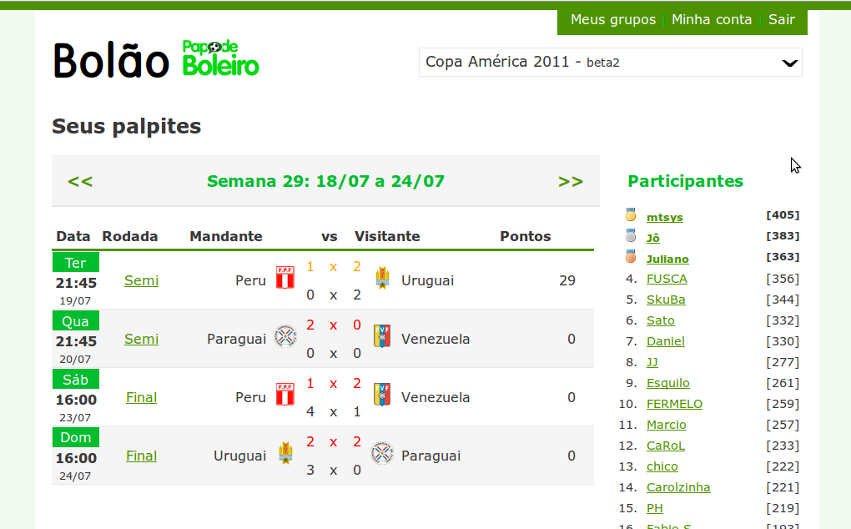 Meus grupos | Minha conta | Sair
Bolão Papo de Boleiro
Copa América 2011 - beta2
Seus palpites
<< Semana 29: 18/07 a 24/07 >>
Data Rodada Mandante vs Visitante Pontos
Ter 21:45 19/07 Semi Peru 1 x 2 Uruguai 29
0 x 2
Qua 21:45 20/07 Semi Paraguai 2 x 0 Venezuela 0
0 x 0
Sáb 16:00 23/07 Final Peru 1 x 2 Venezuela 0
4 x 1
Dom 16:00 24/07 Final Uruguai 2 x 2 Paraguai 0
3 x 0
Participantes
mtsys [405]
Jô [383]
Juliano [363]
4. FUSCA [356]
5. SkuBa [344]
6. Sato [332]
7. Daniel [330]
8. JJ [277]
9. Esquilo [261]
10. FERMELO [259]
11. Marcio [257]
12. CaRoL [233]
13. chico [222]
14. Carolzinha [221]
15. PH [219]
16. Fabio S [193]